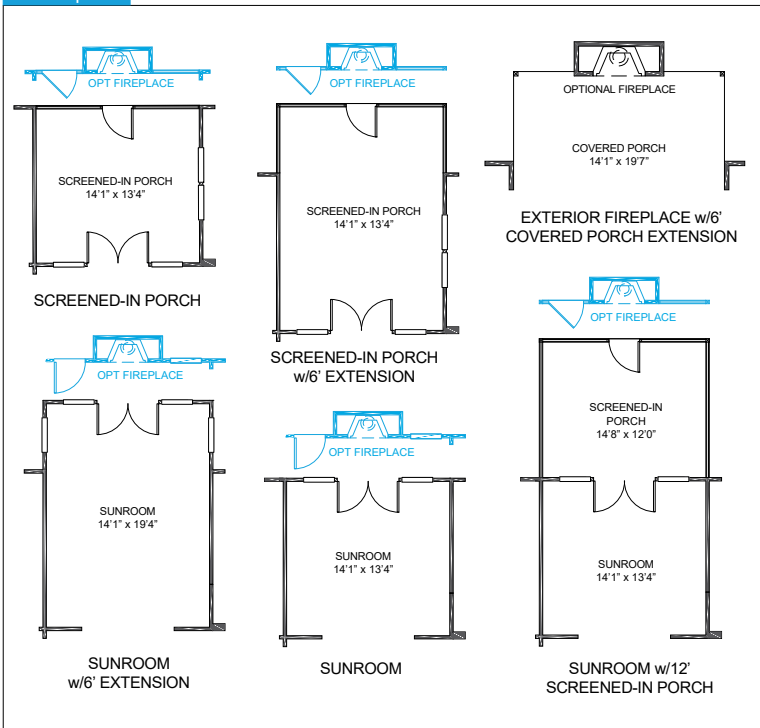 OPT FIREPLACE
SCREENED-IN PORCH
14'1" x 13'4"
SCREENED-IN PORCH
OPT FIREPLACE
SCREENED-IN PORCH
14'1" x 13'4"
SCREENED-IN PORCH
w/6' EXTENSION
OPTIONAL FIREPLACE
COVERED PORCH
14'1" x 19'7"
EXTERIOR FIREPLACE w/6'
COVERED PORCH EXTENSION
OPT FIREPLACE
SUNROOM
14'1" x 19'4"
SUNROOM
w/6' EXTENSION
OPT FIREPLACE
SUNROOM
14'1" x 13'4"
SUNROOM
OPT FIREPLACE
SCREENED-IN
PORCH
14'8" x 12'0"
SUNROOM
14'1" x 13'4"
SUNROOM w/12'
SCREENED-IN PORCH